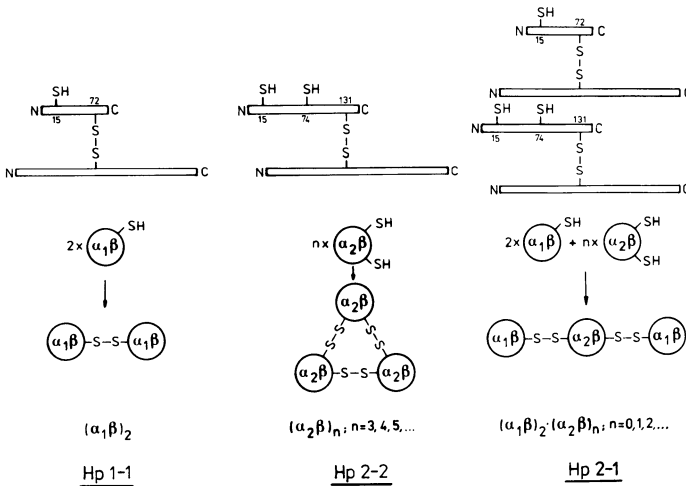 SH
N 15 72 C
S
S
N C
2× α₁β SH
α₁β –S–S– α₁β
(α₁β)₂
Hp 1-1
SH SH
N 15 74 131 C
S
S
N C
n× α₂β SH
SH
α₂β
S S
S S
α₂β –S–S– α₂β
(α₂β)n; n=3, 4, 5,...
Hp 2-2
SH
N 15 72 C
S
S
N C
SH SH
N 15 74 131 C
S
S
N C
2× α₁β SH + n× α₂β SH
SH
α₁β –S–S– α₂β –S–S– α₁β
(α₁β)₂·(α₂β)n; n=0,1,2,...
Hp 2-1